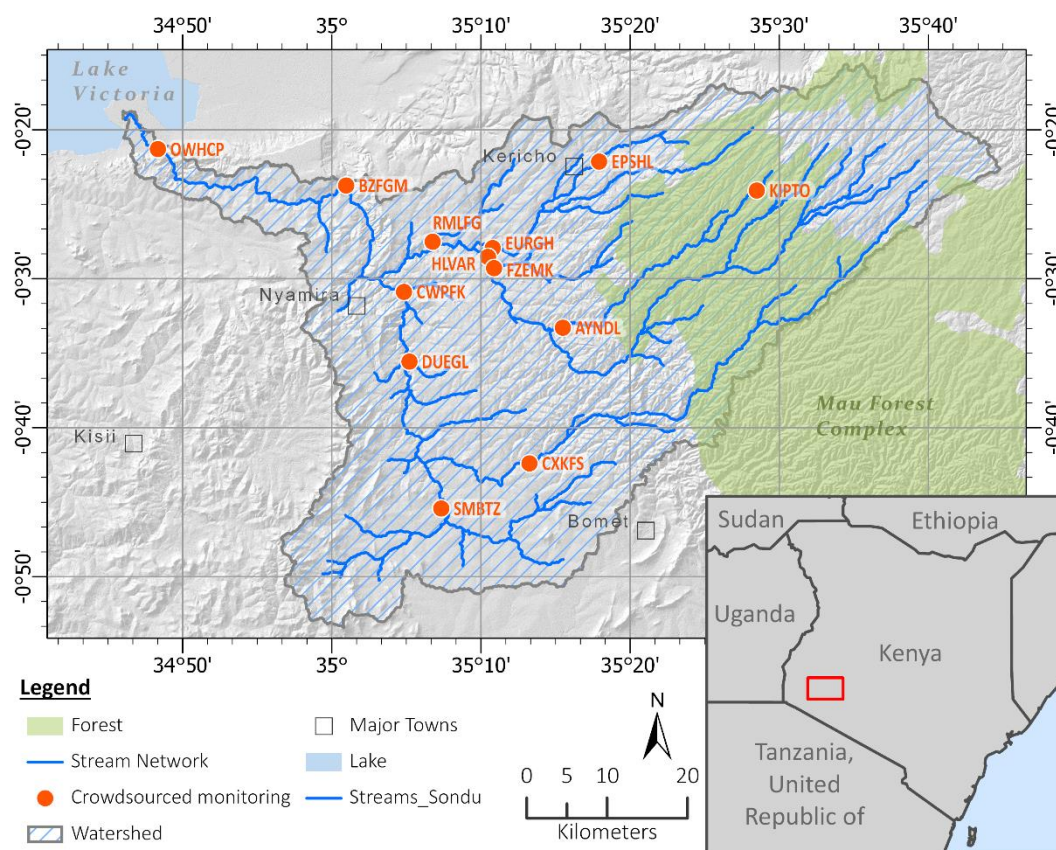 34°50'
35°
35°10'
35°20'
35°30'
35°40'
Lake
Victoria
-0°20'
-0°20'
OWHCP
Kericho
EPSHL
BZFGM
KIPTO
RMLFG
EURGH
HLVAR
FZEMK
-0°30'
-0°30'
Nyamira
CWPFK
AYNDL
DUEGL
Mau Forest
Complex
-0°40'
-0°40'
Kisii
CXKFS
SMBTZ
Bomet
-0°50'
34°50'
35°
35°10'
35°20'
Sudan
Ethiopia
Uganda
Kenya
Tanzania,
United
Republic of
Legend
Forest
Major Towns
Stream Network
Lake
Crowdsourced monitoring
Streams_Sondu
Watershed
N
0 5 10 20
Kilometers